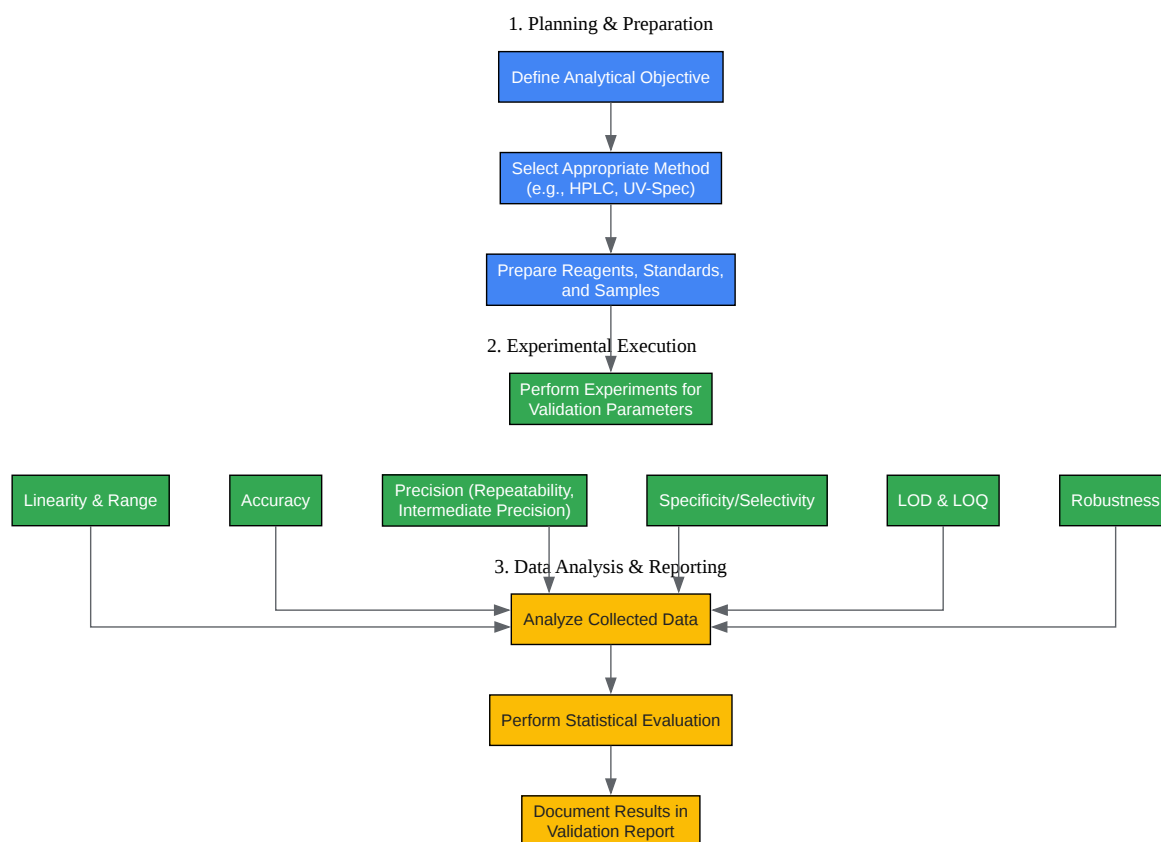 1. Planning & Preparation
Define Analytical Objective
Select Appropriate Method
(e.g., HPLC, UV-Spec)
Prepare Reagents, Standards,
and Samples
2. Experimental Execution
Perform Experiments for
Validation Parameters
Linearity & Range
Accuracy
Precision (Repeatability,
Intermediate Precision)
Specificity/Selectivity
LOD & LOQ
Robustness
3. Data Analysis & Reporting
Analyze Collected Data
Perform Statistical Evaluation
Document Results in
Validation Report